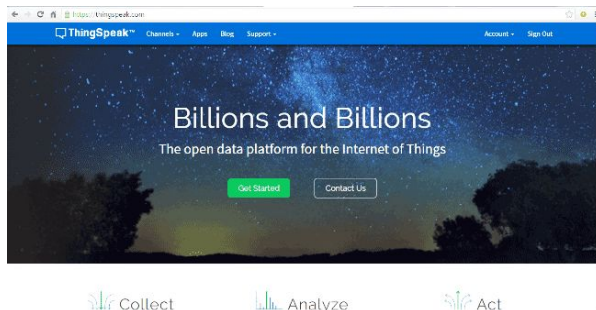 https://thingspeak.com
ThingSpeak™ Channels Apps Blog Support Account Sign Out
Billions and Billions
The open data platform for the Internet of Things
Get Started Contact Us
Collect Analyze Act